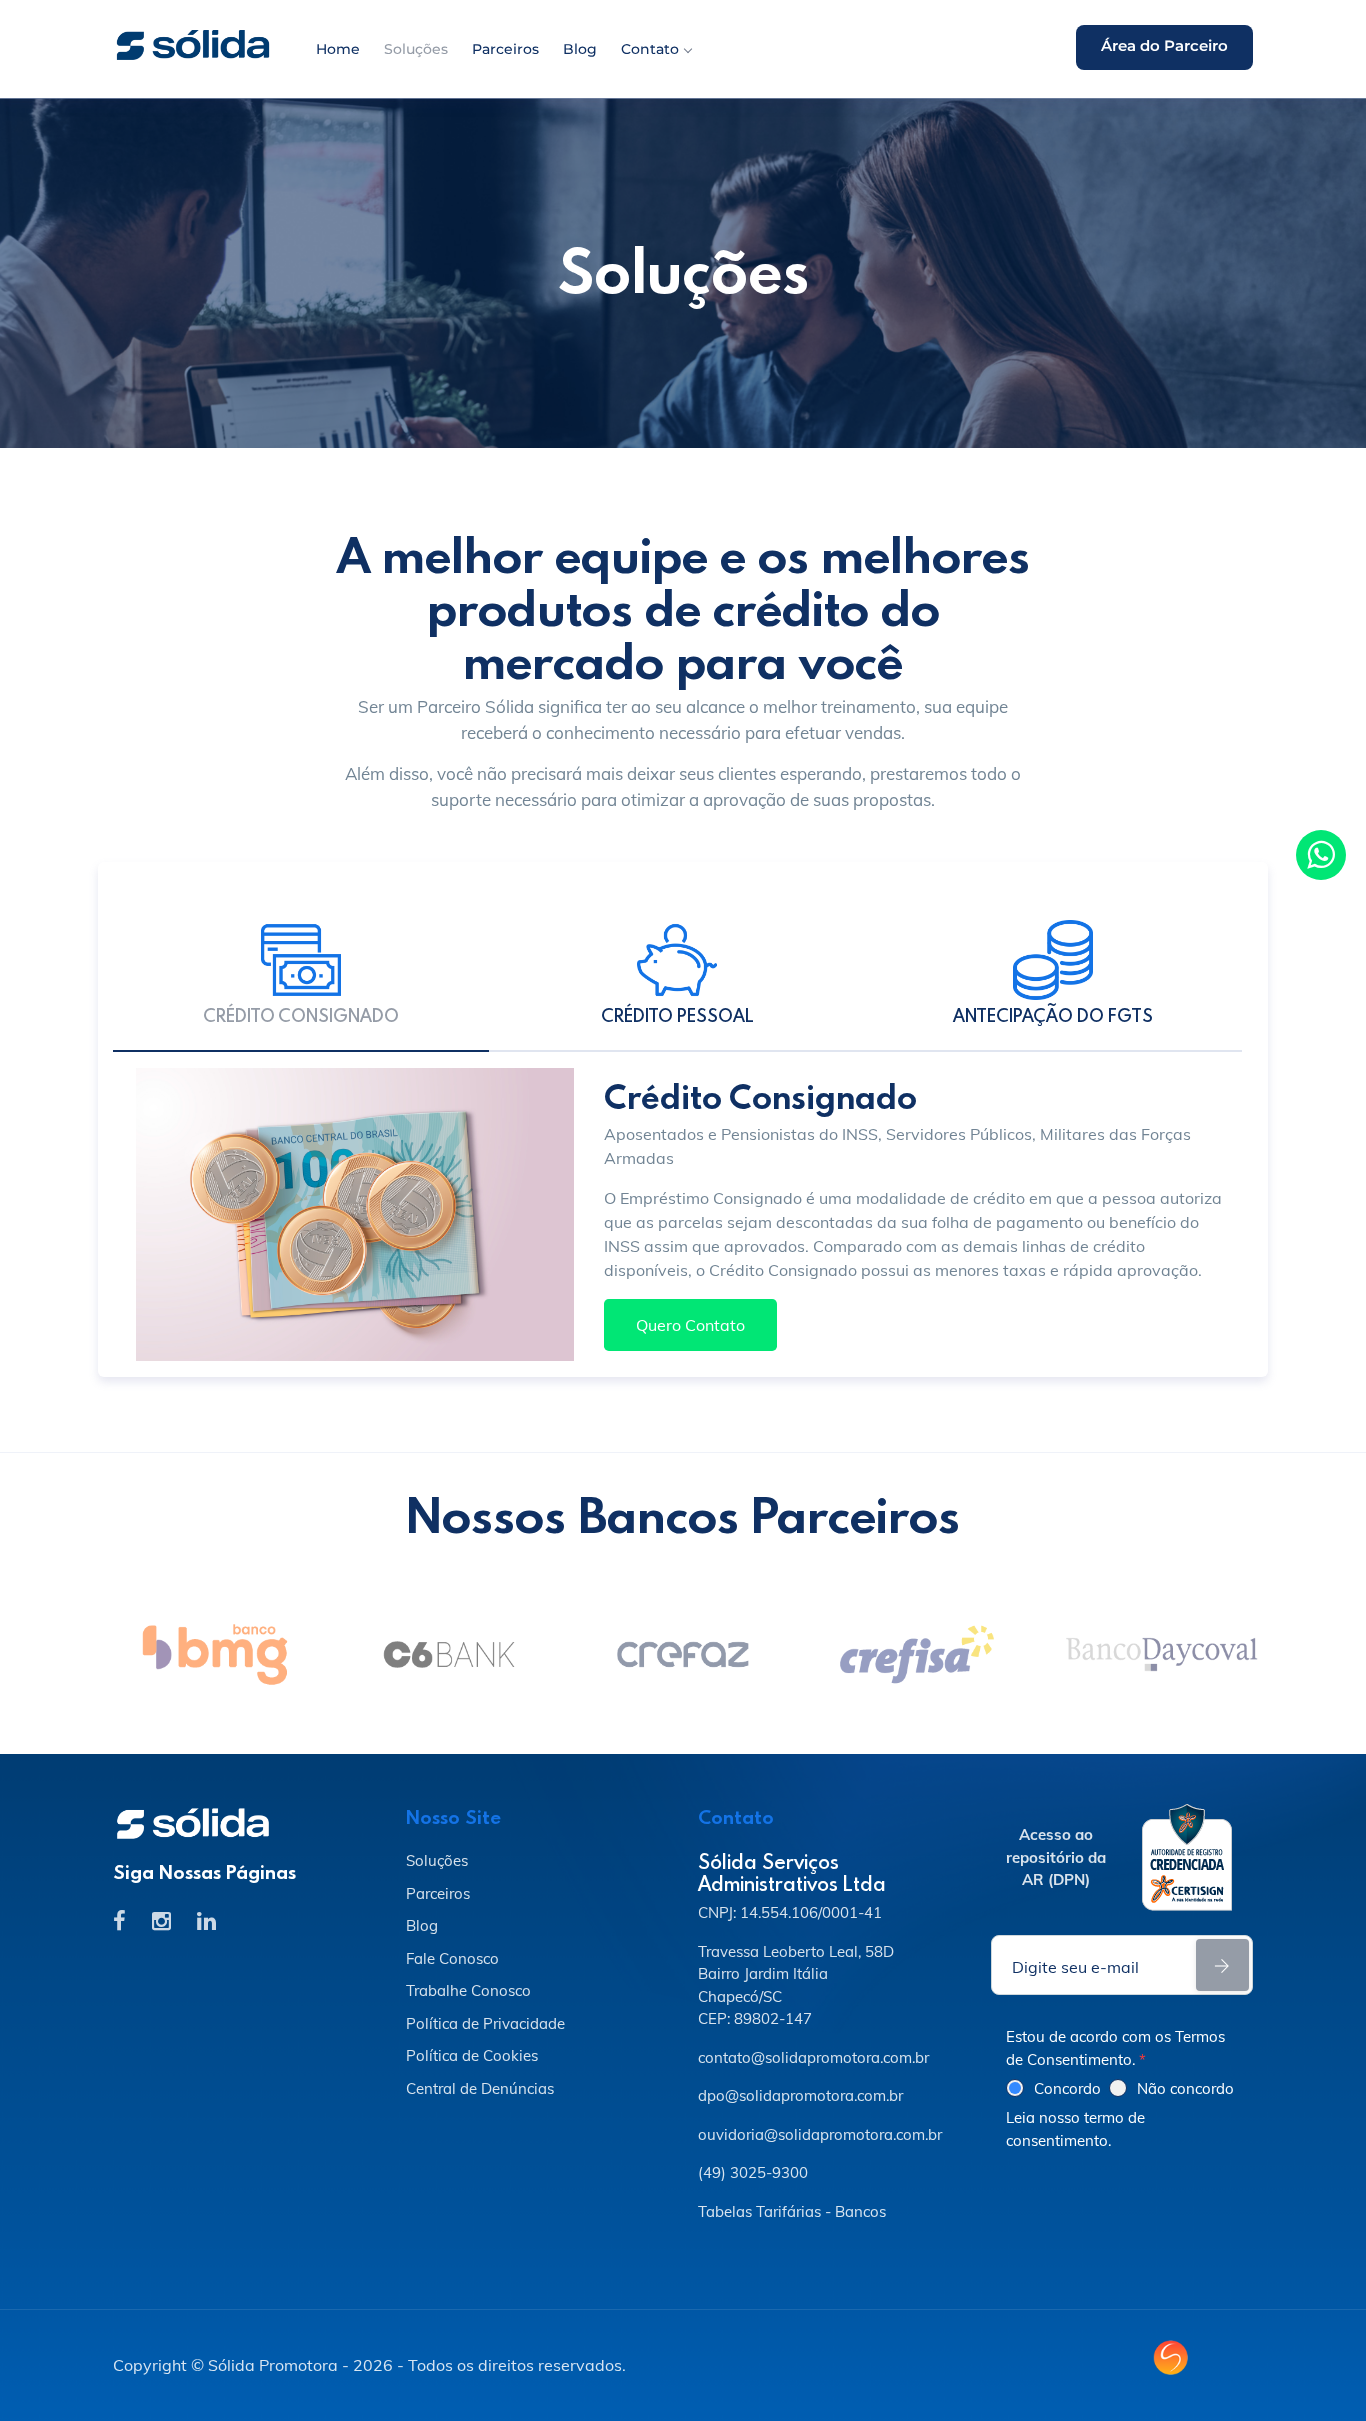 sólida
Home Soluções Parceiros Blog Contato
Área do Parceiro
Soluções
A melhor equipe e os melhores
produtos de crédito do
mercado para você
Ser um Parceiro Sólida significa ter ao seu alcance o melhor treinamento, sua equipe
receberá o conhecimento necessário para efetuar vendas.
Além disso, você não precisará mais deixar seus clientes esperando, prestaremos todo o
suporte necessário para otimizar a aprovação de suas propostas.
CRÉDITO CONSIGNADO
CRÉDITO PESSOAL
ANTECIPAÇÃO DO FGTS
BANCO CENTRAL DO BRASIL
100
Crédito Consignado
Aposentados e Pensionistas do INSS, Servidores Públicos, Militares das Forças
Armadas
O Empréstimo Consignado é uma modalidade de crédito em que a pessoa autoriza
que as parcelas sejam descontadas da sua folha de pagamento ou benefício do
INSS assim que aprovados. Comparado com as demais linhas de crédito
disponíveis, o Crédito Consignado possui as menores taxas e rápida aprovação.
Quero Contato
Nossos Bancos Parceiros
banco
bmg
C6 BANK
crefaz
crefisa
BancoDaycoval
sólida
Siga Nossas Páginas
Nosso Site
Soluções
Parceiros
Blog
Fale Conosco
Trabalhe Conosco
Política de Privacidade
Política de Cookies
Central de Denúncias
Contato
Sólida Serviços
Administrativos Ltda
CNPJ: 14.554.106/0001-41
Travessa Leoberto Leal, 58D
Bairro Jardim Itália
Chapecó/SC
CEP: 89802-147
contato@solidapromotora.com.br
dpo@solidapromotora.com.br
ouvidoria@solidapromotora.com.br
(49) 3025-9300
Tabelas Tarifárias - Bancos
Acesso ao
repositório da
AR (DPN)
AUTORIDADE DE REGISTRO
CREDENCIADA
CERTISIGN
A sua identidade na rede
Digite seu e-mail
Estou de acordo com os Termos
de Consentimento. *
Concordo Não concordo
Leia nosso termo de
consentimento.
Copyright © Sólida Promotora - 2026 - Todos os direitos reservados.